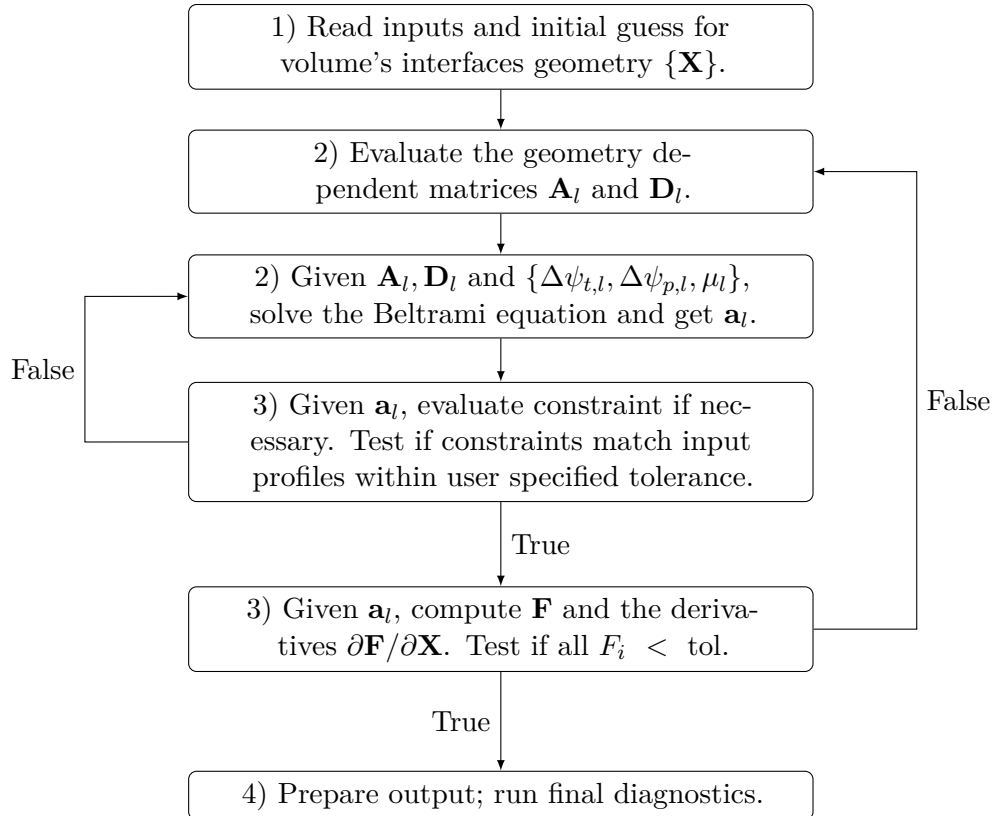 1) Read inputs and initial guess for
volume's interfaces geometry {X}.
2) Evaluate the geometry de-
pendent matrices A_l and D_l.
2) Given A_l, D_l and {Δψ_{t,l}, Δψ_{p,l}, μ_l},
solve the Beltrami equation and get a_l.
False
3) Given a_l, evaluate constraint if nec-
essary. Test if constraints match input
profiles within user specified tolerance.
False
True
3) Given a_l, compute F and the deriva-
tives ∂F/∂X. Test if all F_i < tol.
True
4) Prepare output; run final diagnostics.